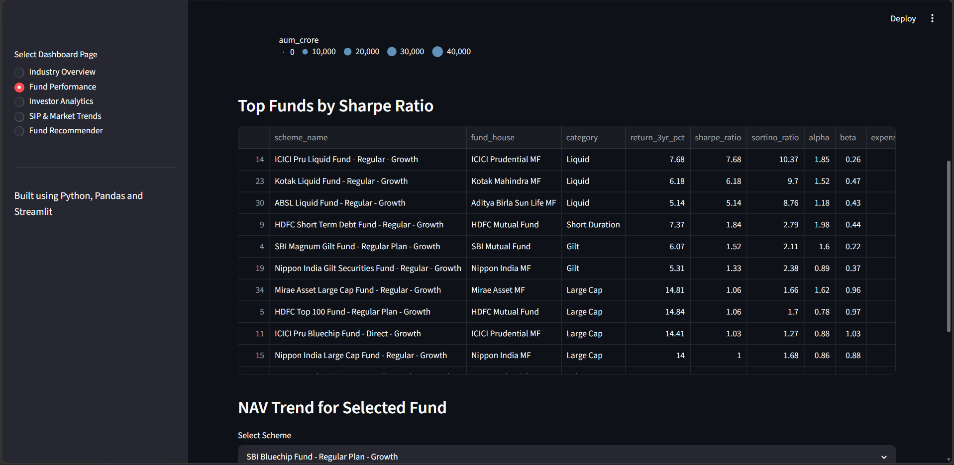 Deploy
Select Dashboard Page
Industry Overview
Fund Performance
Investor Analytics
SIP & Market Trends
Fund Recommender
Built using Python, Pandas and
Streamlit
aum_crore
0 10,000 20,000 30,000 40,000
Top Funds by Sharpe Ratio
scheme_name fund_house category return_3yr_pct sharpe_ratio sortino_ratio alpha beta expens
14 ICICI Pru Liquid Fund - Regular - Growth ICICI Prudential MF Liquid 7.68 7.68 10.37 1.85 0.26
23 Kotak Liquid Fund - Regular - Growth Kotak Mahindra MF Liquid 6.18 6.18 9.7 1.52 0.47
30 ABSL Liquid Fund - Regular - Growth Aditya Birla Sun Life MF Liquid 5.14 5.14 8.76 1.18 0.43
9 HDFC Short Term Debt Fund - Regular - Growth HDFC Mutual Fund Short Duration 7.37 1.84 2.79 1.98 0.44
4 SBI Magnum Gilt Fund - Regular Plan - Growth SBI Mutual Fund Gilt 6.07 1.52 2.11 1.6 0.22
19 Nippon India Gilt Securities Fund - Regular - Growth Nippon India MF Gilt 5.31 1.33 2.38 0.89 0.37
34 Mirae Asset Large Cap Fund - Regular - Growth Mirae Asset MF Large Cap 14.81 1.06 1.66 1.62 0.96
5 HDFC Top 100 Fund - Regular Plan - Growth HDFC Mutual Fund Large Cap 14.84 1.06 1.7 0.78 0.97
11 ICICI Pru Bluechip Fund - Direct - Growth ICICI Prudential MF Large Cap 14.41 1.03 1.27 0.88 1.03
15 Nippon India Large Cap Fund - Regular - Growth Nippon India MF Large Cap 14 1 1.68 0.86 0.88
NAV Trend for Selected Fund
Select Scheme
SBI Bluechip Fund - Regular Plan - Growth